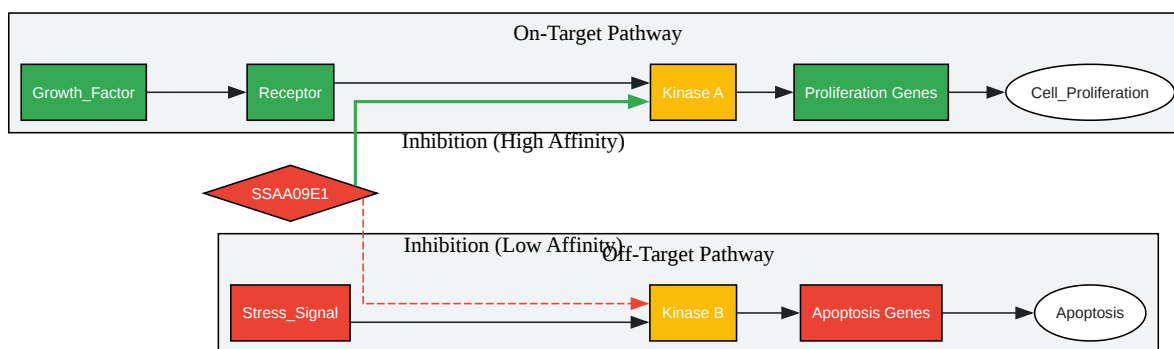 On-Target Pathway
Growth_Factor
Receptor
Kinase A
Proliferation Genes
Cell_Proliferation
Inhibition (High Affinity)
SSAA09E1
Inhibition (Low Affinity)
Off-Target Pathway
Stress_Signal
Kinase B
Apoptosis Genes
Apoptosis